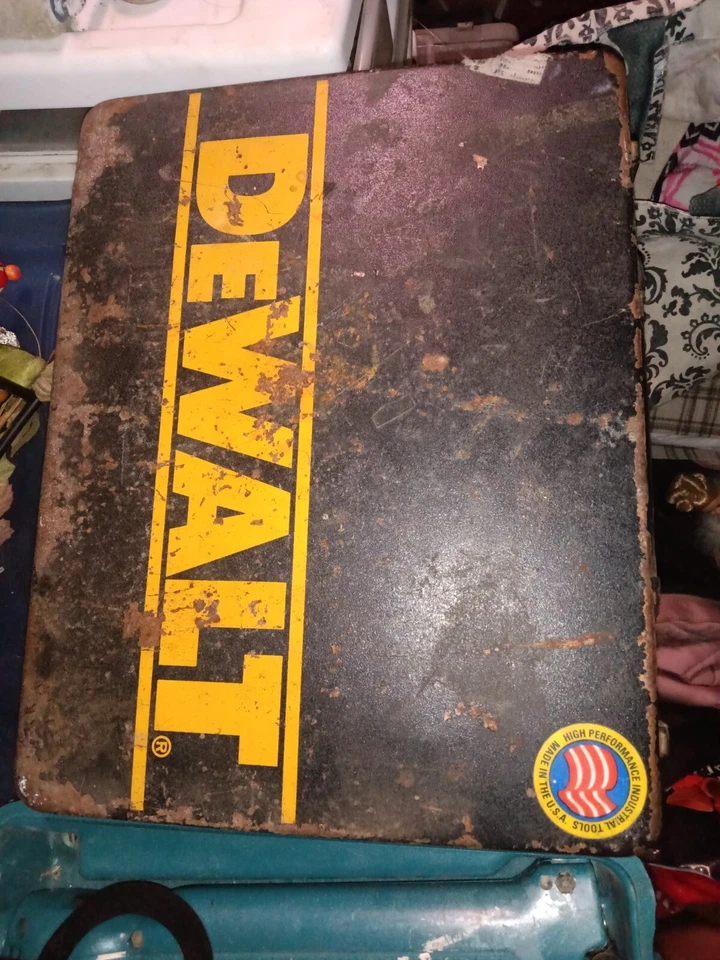 DEWALT®
HIGH PERFORMANCE INDUSTRIAL TOOLS
MADE IN THE U.S.A.